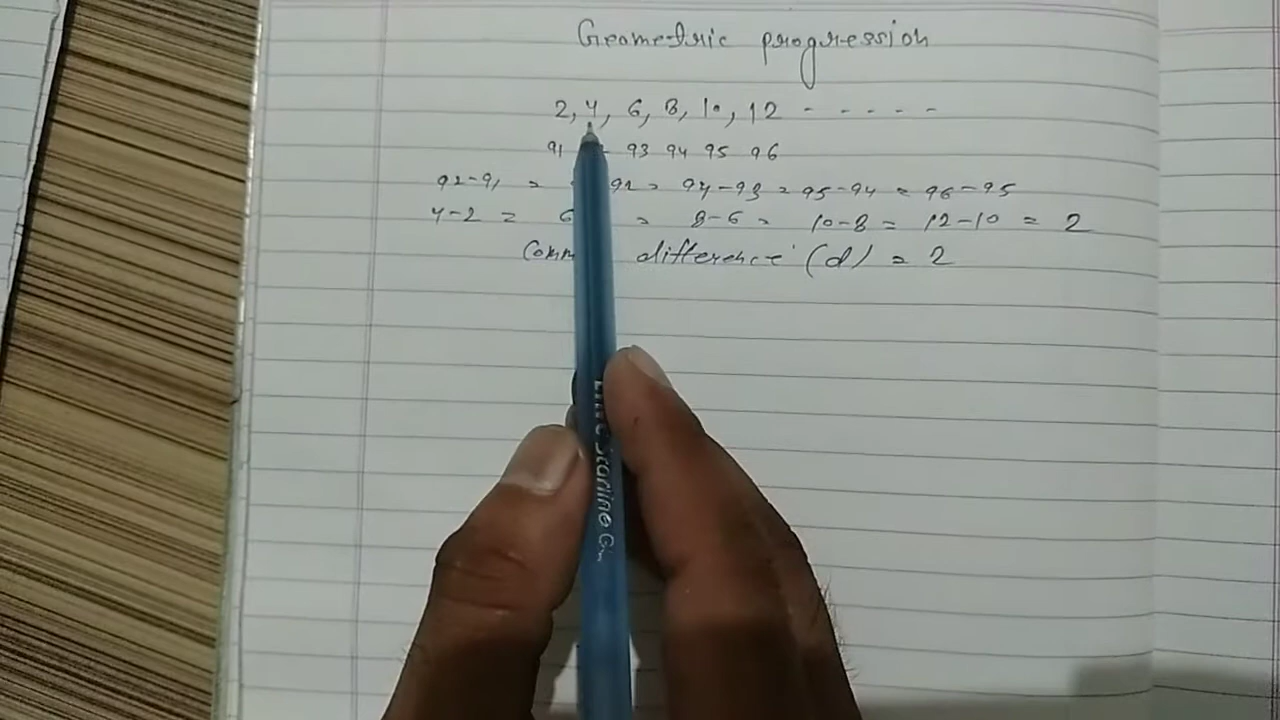 Geometric progression
2, 4, 6, 8, 10, 12 - - - - -
a1 a3 a4 a5 a6
a2-a1 = a2 = a4-a3 = a5-a4 = a6-a5
4-2 = 6 = 8-6 = 10-8 = 12-10 = 2
difference (d) = 2